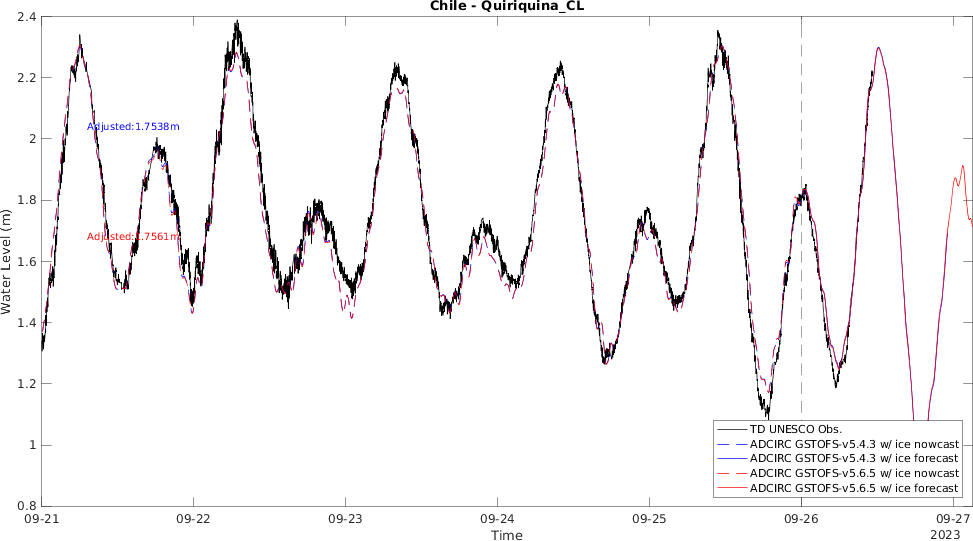 Chile - Quiriquina_CL
2.4
2.2
2
1.8
1.6
1.4
1.2
1
0.8
Water Level (m)
Adjusted:1.7538m
Adjusted:1.7561m
TD UNESCO Obs.
ADCIRC GSTOFS-v5.4.3 w/ ice nowcast
ADCIRC GSTOFS-v5.4.3 w/ ice forecast
ADCIRC GSTOFS-v5.6.5 w/ ice nowcast
ADCIRC GSTOFS-v5.6.5 w/ ice forecast
09-21
09-22
09-23
09-24
09-25
09-26
09-27
Time
2023